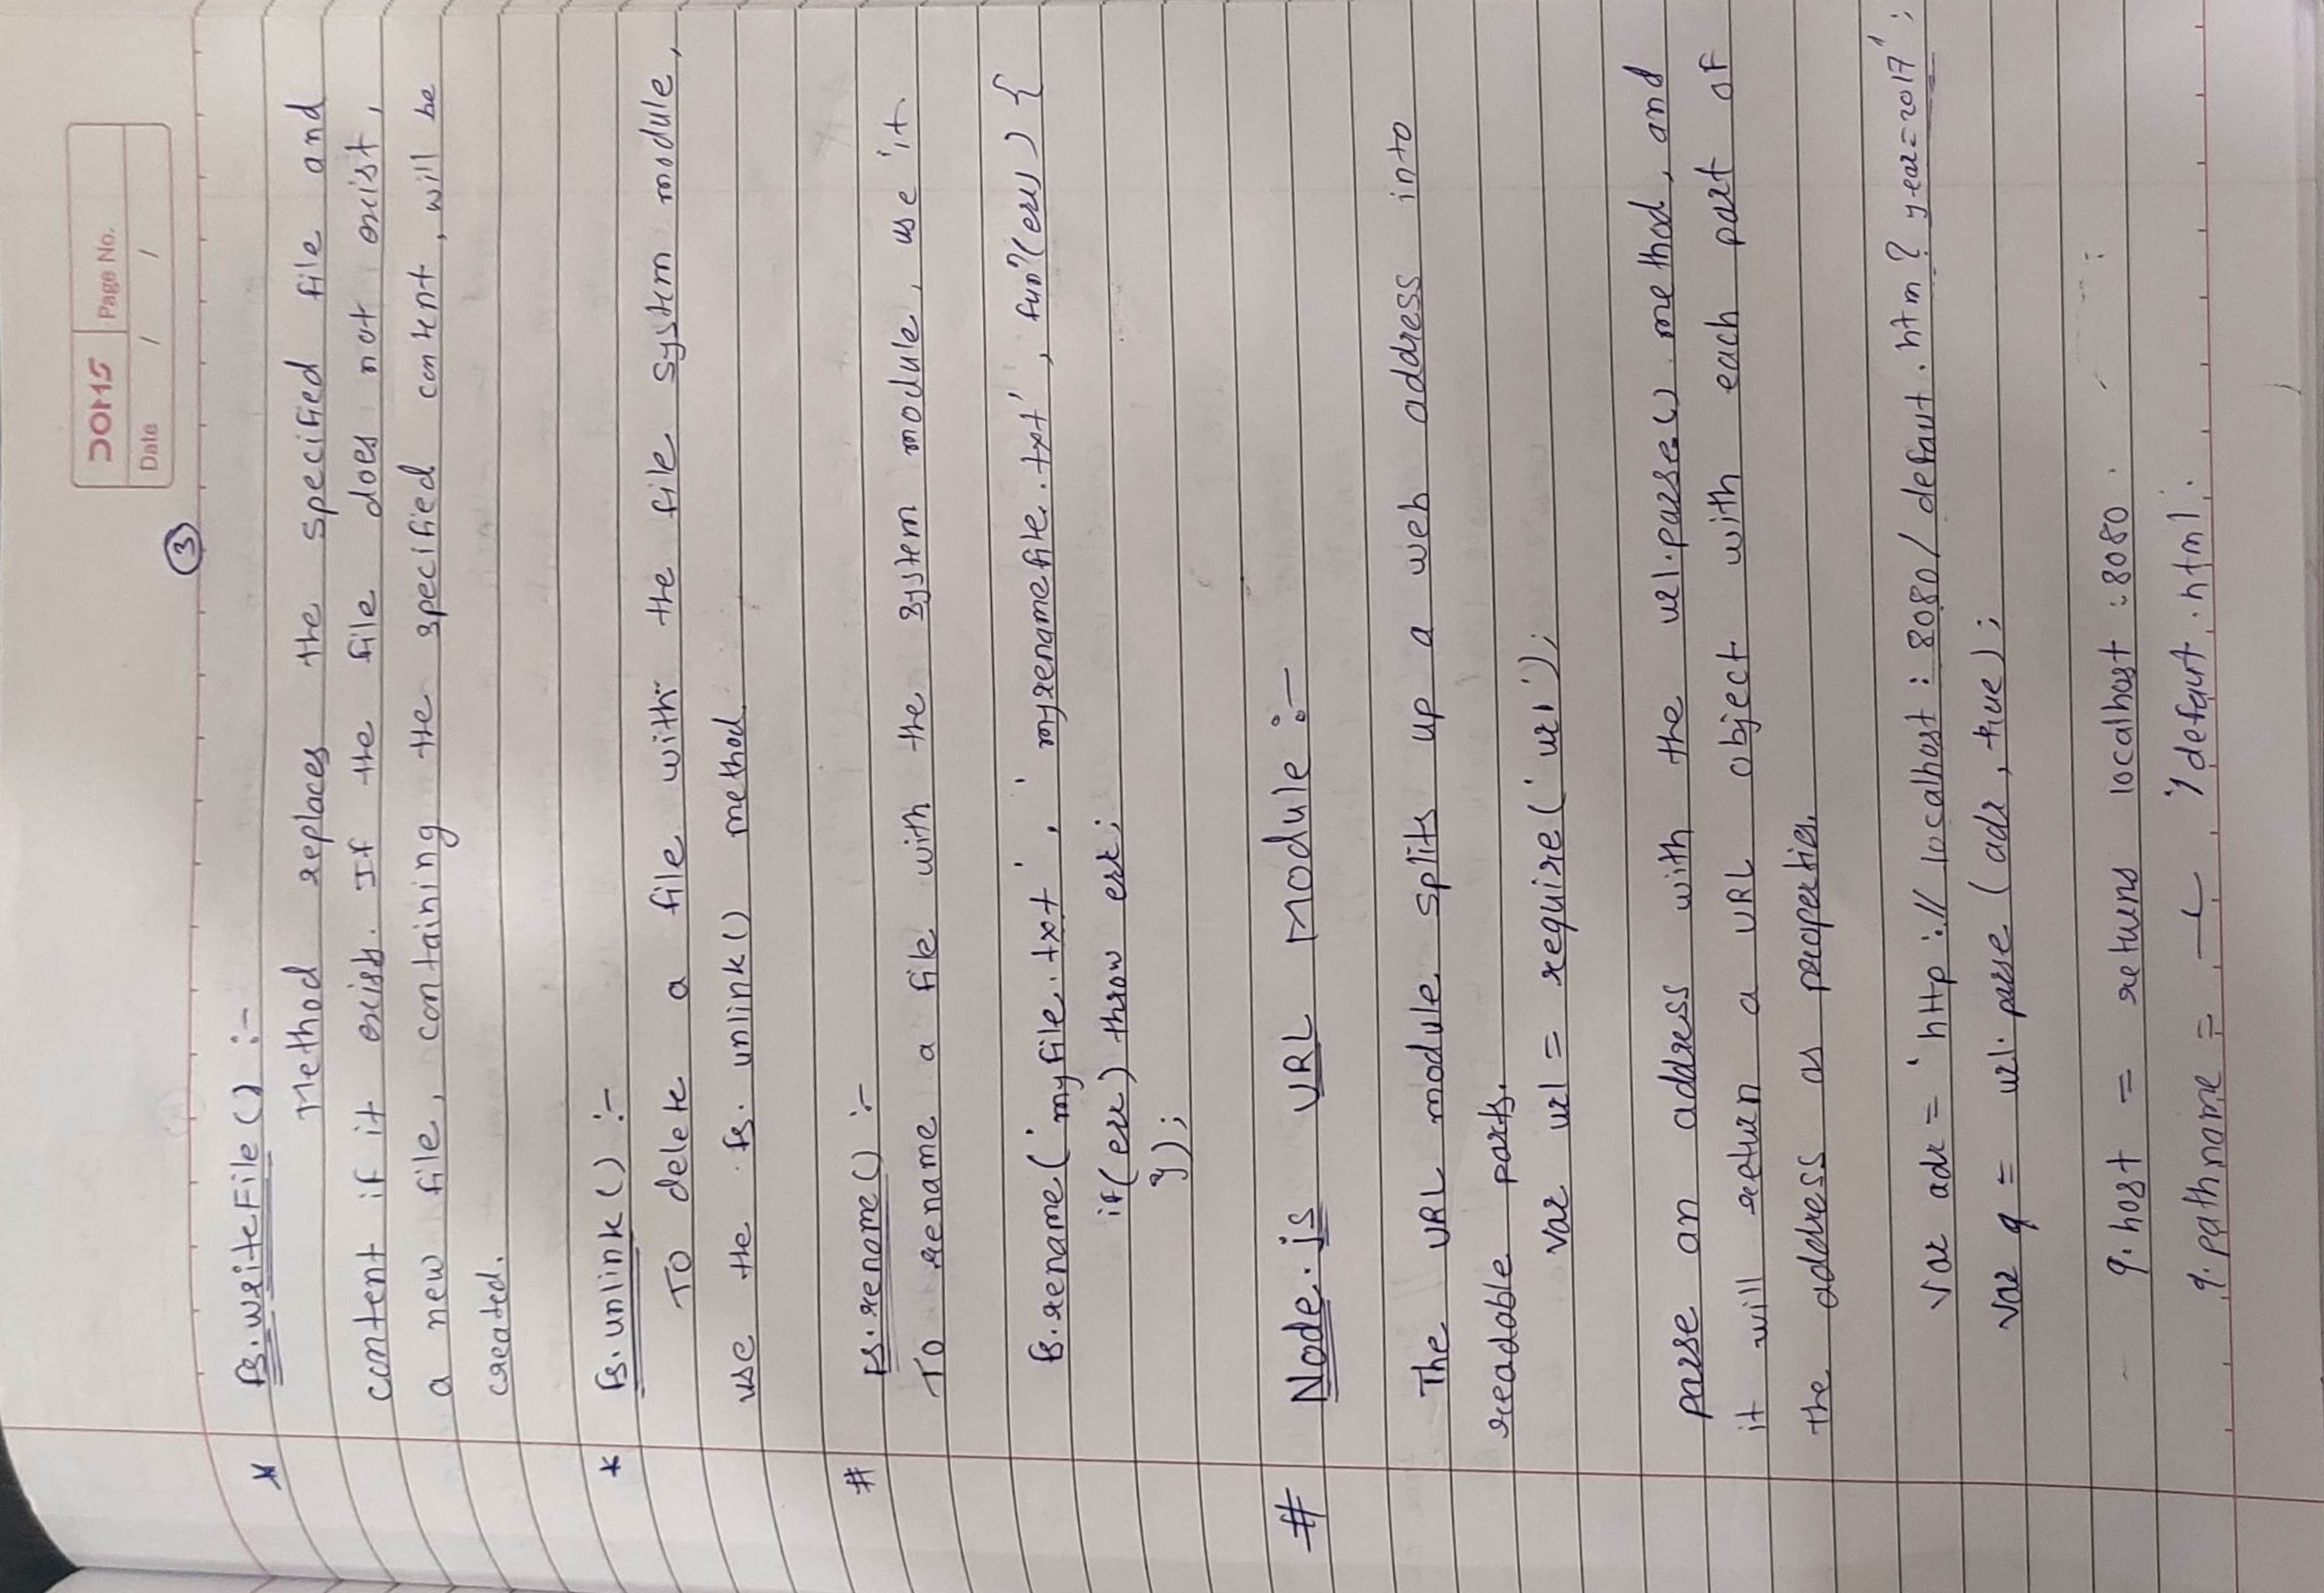 DOMS
Page No.
Date / /
3
* fs.writeFile() :-
Method replaces the specified file and
content if it exists. If the file does not exist,
a new file, containing the specified content, will be
created.
* fs.unlink() :-
To delete a file with the file system module,
use the fs.unlink() method.
# fs.rename() :-
To rename a file with the system module, use it.
fs.rename('myfile.txt', 'myrenamefile.txt', funⁿ(err) {
if(err) throw err;
});
# Node.js URL Module :-
The URL module splits up a web address into
readable parts.
var url = require('url');
parse an address with the url.parse() method, and
it will return a URL object with each part of
the address as properties.
var adr = 'http://localhost:8080/defaut.htm?year=2017';
var q = url.parse(adr, true);
q.host = returns localhost:8080.
q.pathname = '/defaut.html'.